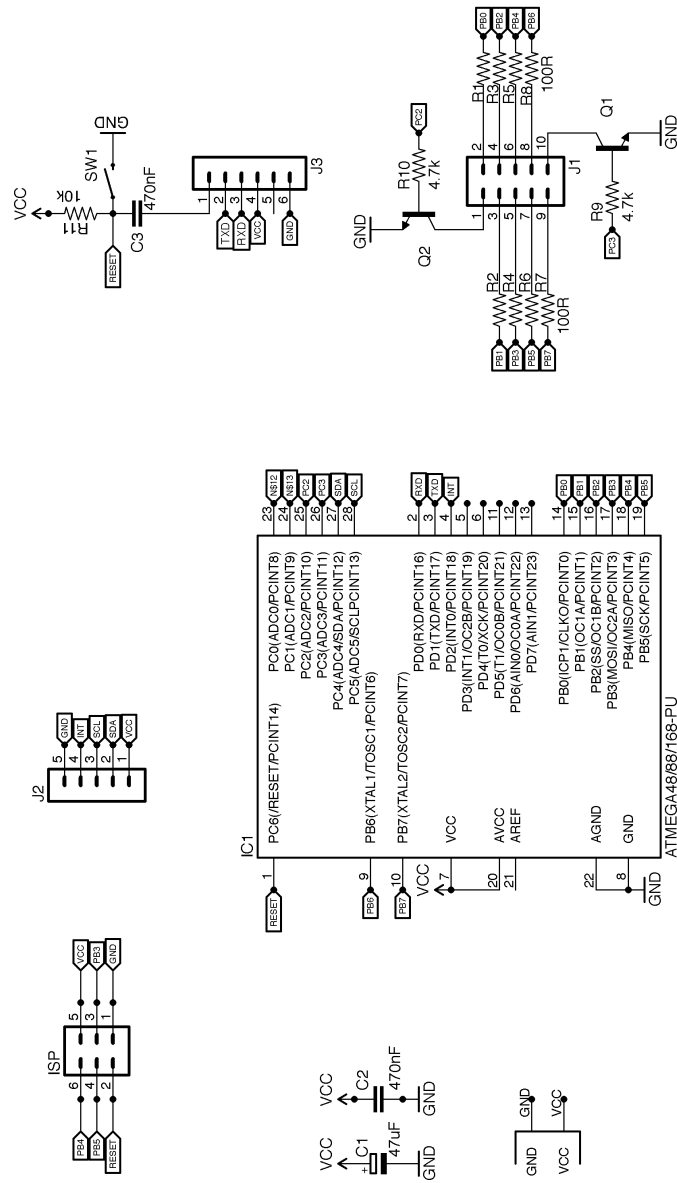 PB0
PB2
PB4
PB6
R1
R3
R5
R8
100R
2
4
6
8
10
Q1
GND
PC2
R10
4.7k
GND
Q2
J1
1
3
5
7
9
R9
4.7k
PC3
R2
R4
R6
R7
100R
PB1
PB3
PB5
PB7
VCC
R11
10k
SW1
GND
RESET
C3
470nF
J3
1
2
3
4
5
6
TXD
RXD
VCC
GND
J2
5
4
3
2
1
GND
INT
SCL
SDA
VCC
IC1
ATMEGA48/88/168-PU
23
N$12
24
N$13
25
PC2
26
PC3
27
SDA
28
SCL
2
RXD
3
TXD
4
INT
5
6
11
12
13
14
PB0
15
PB1
16
PB2
17
PB3
18
PB4
19
PB5
PC0(ADC0/PCINT8)
PC1(ADC1/PCINT9)
PC2(ADC2/PCINT10)
PC3(ADC3/PCINT11)
PC4(ADC4/SDA/PCINT12)
PC5(ADC5/SCLPCINT13)
PD0(RXD/PCINT16)
PD1(TXD/PCINT17)
PD2(INT0/PCINT18)
PD3(INT1/OC2B/PCINT19)
PD4(T0/XCK/PCINT20)
PD5(T1/OC0B/PCINT21)
PD6(AIN0/OC0A/PCINT22)
PD7(AIN1/PCINT23)
PB0(ICP1/CLKO/PCINT0)
PB1(OC1A/PCINT1)
PB2(SS/OC1B/PCINT2)
PB3(MOSI/OC2A/PCINT3)
PB4(MISO/PCINT4)
PB5(SCK/PCINT5)
PC6(/RESET/PCINT14)
PB6(XTAL1/TOSC1/PCINT6)
PB7(XTAL2/TOSC2/PCINT7)
VCC
AVCC
AREF
AGND
GND
1
RESET
9
PB6
10
PB7
VCC
7
20
21
22
8
GND
ISP
5
3
1
VCC
PB3
GND
6
4
2
PB4
PB5
RESET
VCC
C2
470nF
GND
VCC
+
C1
47uF
GND
GND
VCC
GND
VCC